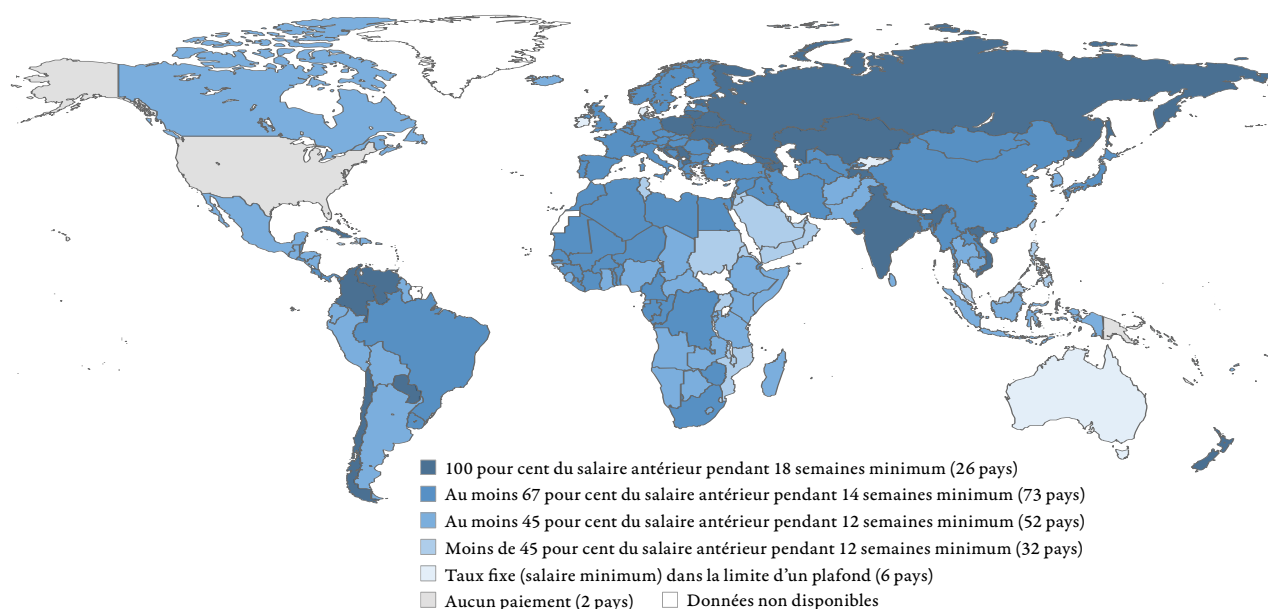 100 pour cent du salaire antérieur pendant 18 semaines minimum (26 pays)
Au moins 67 pour cent du salaire antérieur pendant 14 semaines minimum (73 pays)
Au moins 45 pour cent du salaire antérieur pendant 12 semaines minimum (52 pays)
Moins de 45 pour cent du salaire antérieur pendant 12 semaines minimum (32 pays)
Taux fixe (salaire minimum) dans la limite d’un plafond (6 pays)
Aucun paiement (2 pays) Données non disponibles